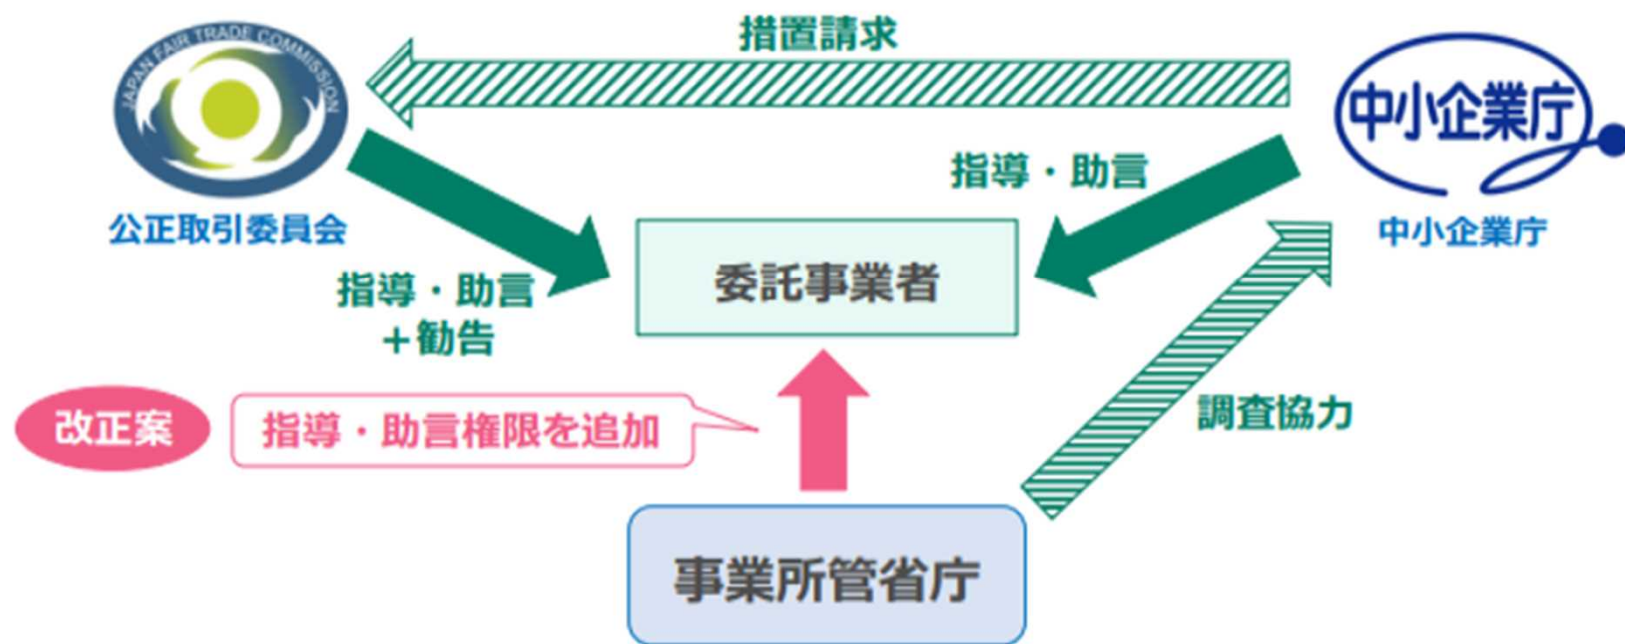 措置請求
JAPAN FAIR TRADE COMMISSION
中小企業庁
指導・助言
公正取引委員会
中小企業庁
委託事業者
指導・助言
＋勧告
改正案
指導・助言権限を追加
調査協力
事業所管省庁